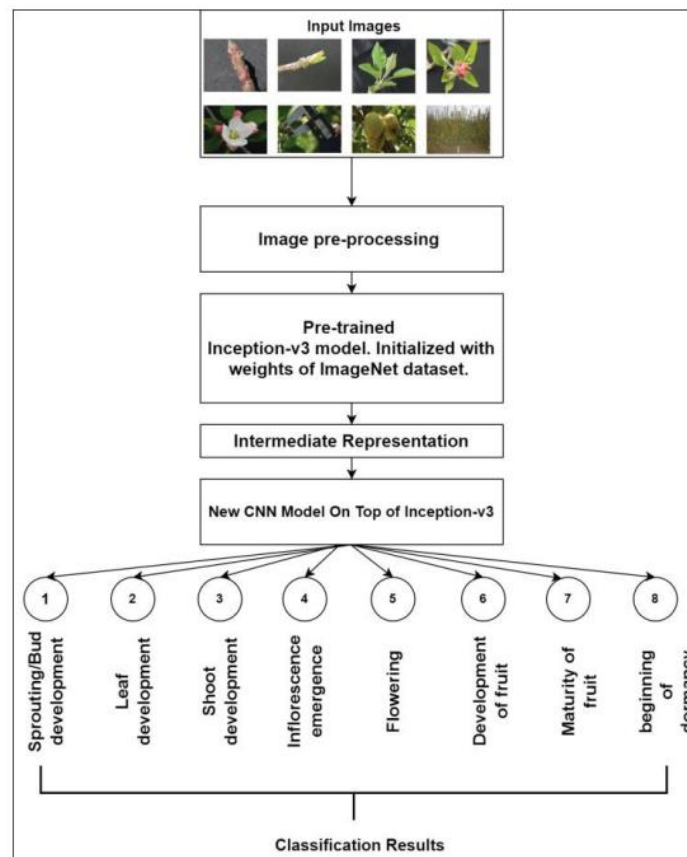 Input Images
Image pre-processing
Pre-trained
Inception-v3 model. Initialized with
weights of ImageNet dataset.
Intermediate Representation
New CNN Model On Top of Inception-v3
1
2
3
4
5
6
7
8
Sprouting/Bud
development
Leaf
development
Shoot
development
Inflorescence
emergence
Flowering
Development
of fruit
Maturity of
fruit
beginning
of
dormancy
Classification Results